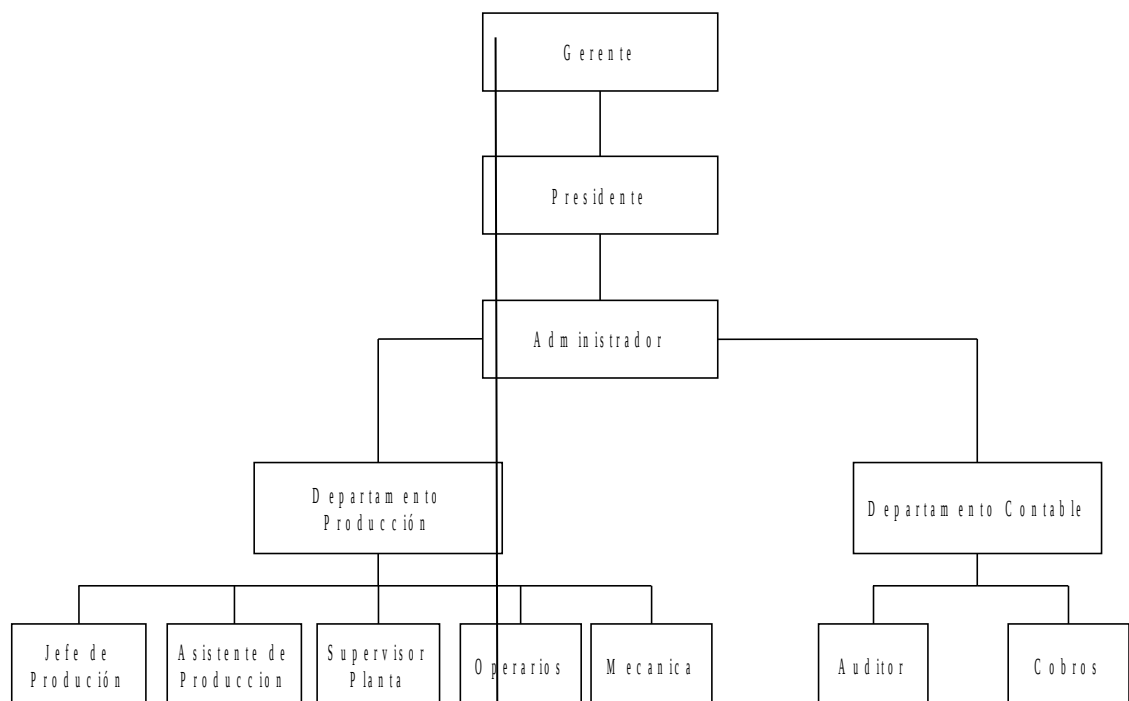 Gerente
Presidente
Administrador
Departamento
Producción
Departamento Contable
Jefe de
Produción
Asistente de
Produccion
Supervisor
Planta
Operarios
Mecanica
Auditor
Cobros